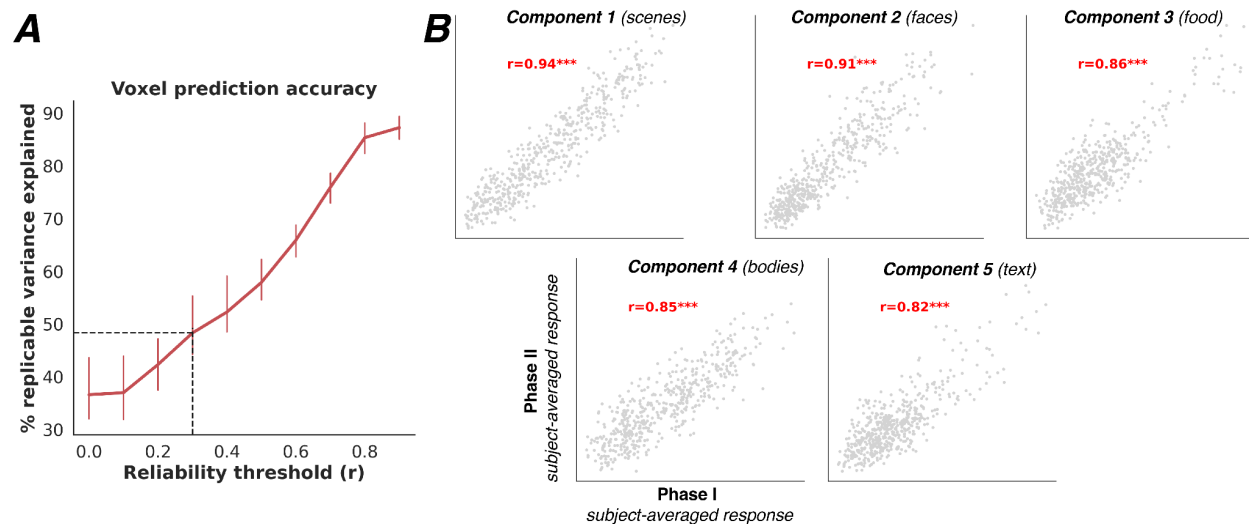 A
Voxel prediction accuracy
% replicable variance explained
90
80
70
60
50
40
30
0.0 0.2 0.4 0.6 0.8
Reliability threshold (r)
B
Component 1 (scenes)
r=0.94***
Component 2 (faces)
r=0.91***
Component 3 (food)
r=0.86***
Component 4 (bodies)
r=0.85***
Component 5 (text)
r=0.82***
Phase II
subject-averaged response
Phase I
subject-averaged response